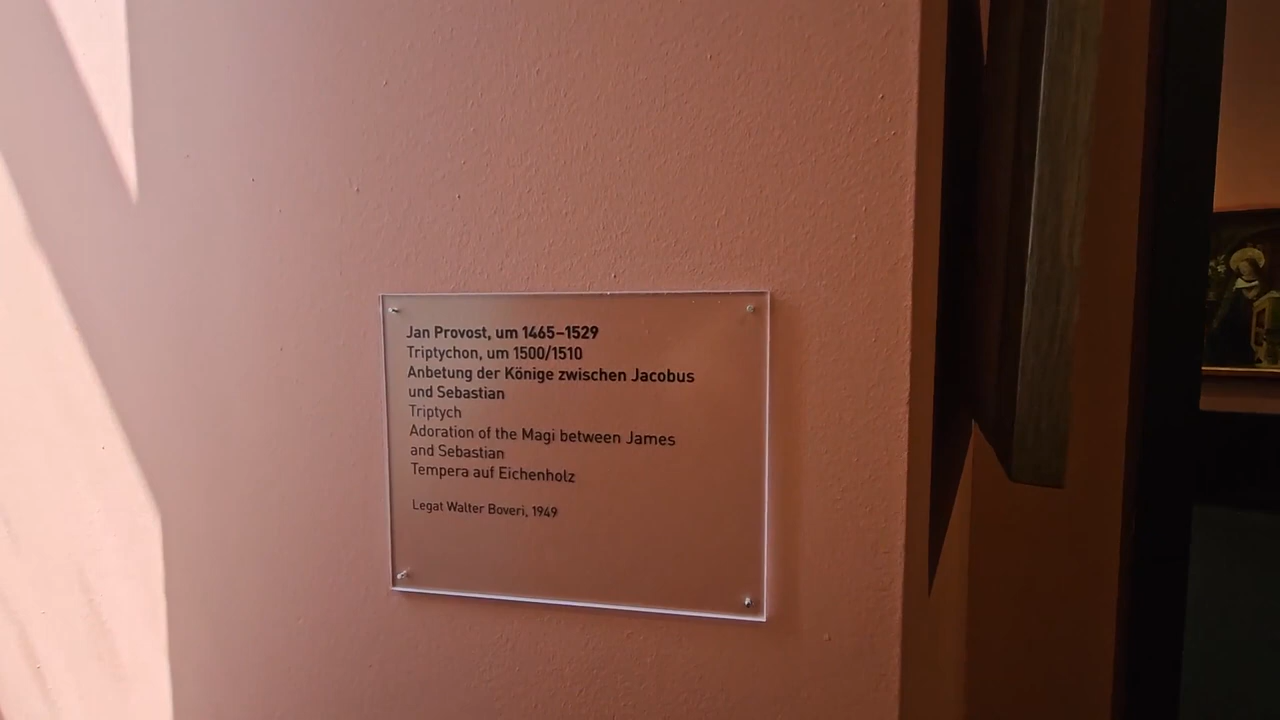 Jan Provost, um 1465–1529
Triptychon, um 1500/1510
Anbetung der Könige zwischen Jacobus
und Sebastian
Triptych
Adoration of the Magi between James
and Sebastian
Tempera auf Eichenholz
Legat Walter Boveri, 1949